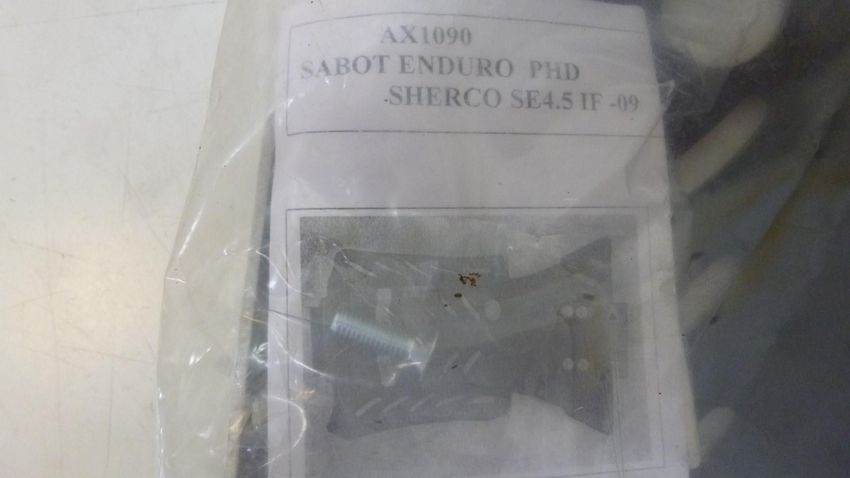 AX1090
SABOT ENDURO PHD
SHERCO SE4.5 IF -09